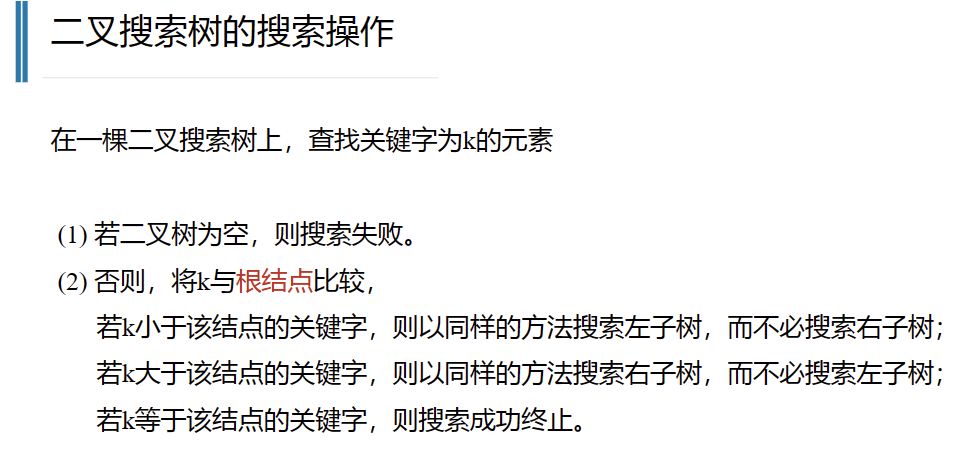 二叉搜索树的搜索操作
在一棵二叉搜索树上，查找关键字为k的元素
(1) 若二叉树为空，则搜索失败。
(2) 否则，将k与根结点比较，
若k小于该结点的关键字，则以同样的方法搜索左子树，而不必搜索右子树；
若k大于该结点的关键字，则以同样的方法搜索右子树，而不必搜索左子树；
若k等于该结点的关键字，则搜索成功终止。